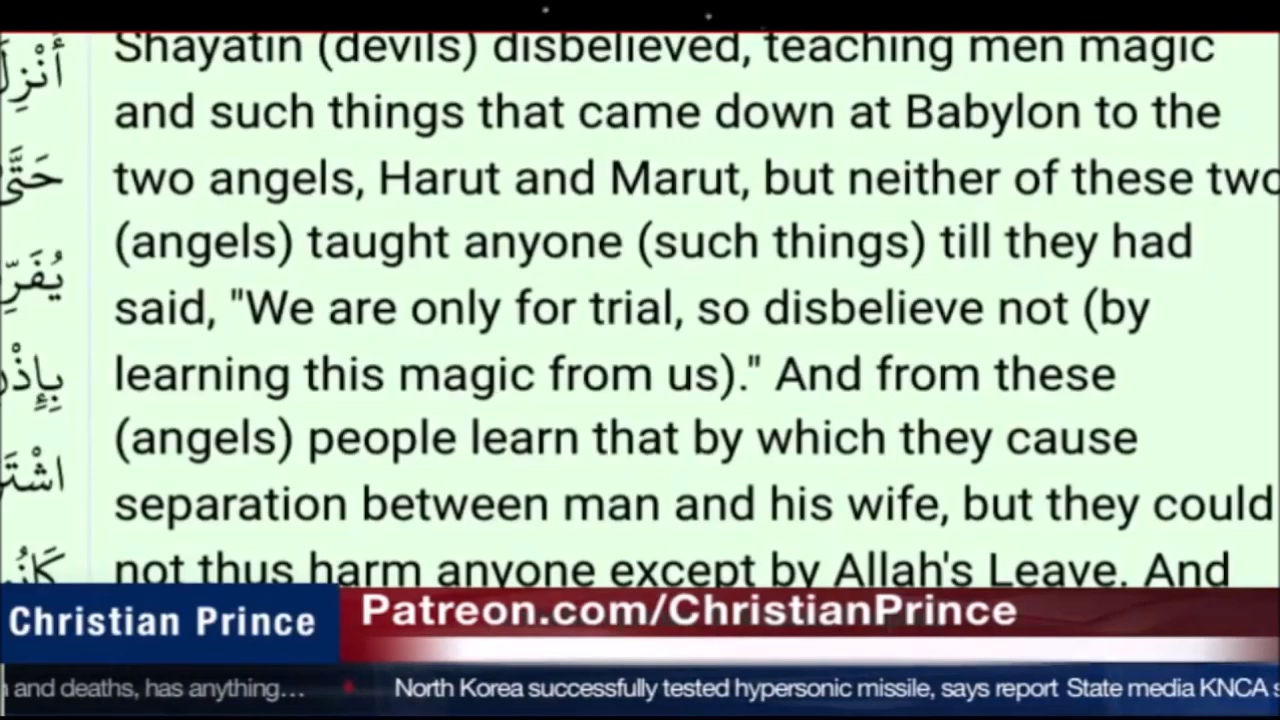 Shayatin (devils) disbelieved, teaching men magic
and such things that came down at Babylon to the
two angels, Harut and Marut, but neither of these two
(angels) taught anyone (such things) till they had
said, "We are only for trial, so disbelieve not (by
learning this magic from us)." And from these
(angels) people learn that by which they cause
separation between man and his wife, but they could
not thus harm anyone except by Allah's Leave. And
حَتَّىٰ
Christian Prince
Patreon.com/ChristianPrince
and deaths, has anything...
North Korea successfully tested hypersonic missile, says report State media KNCA